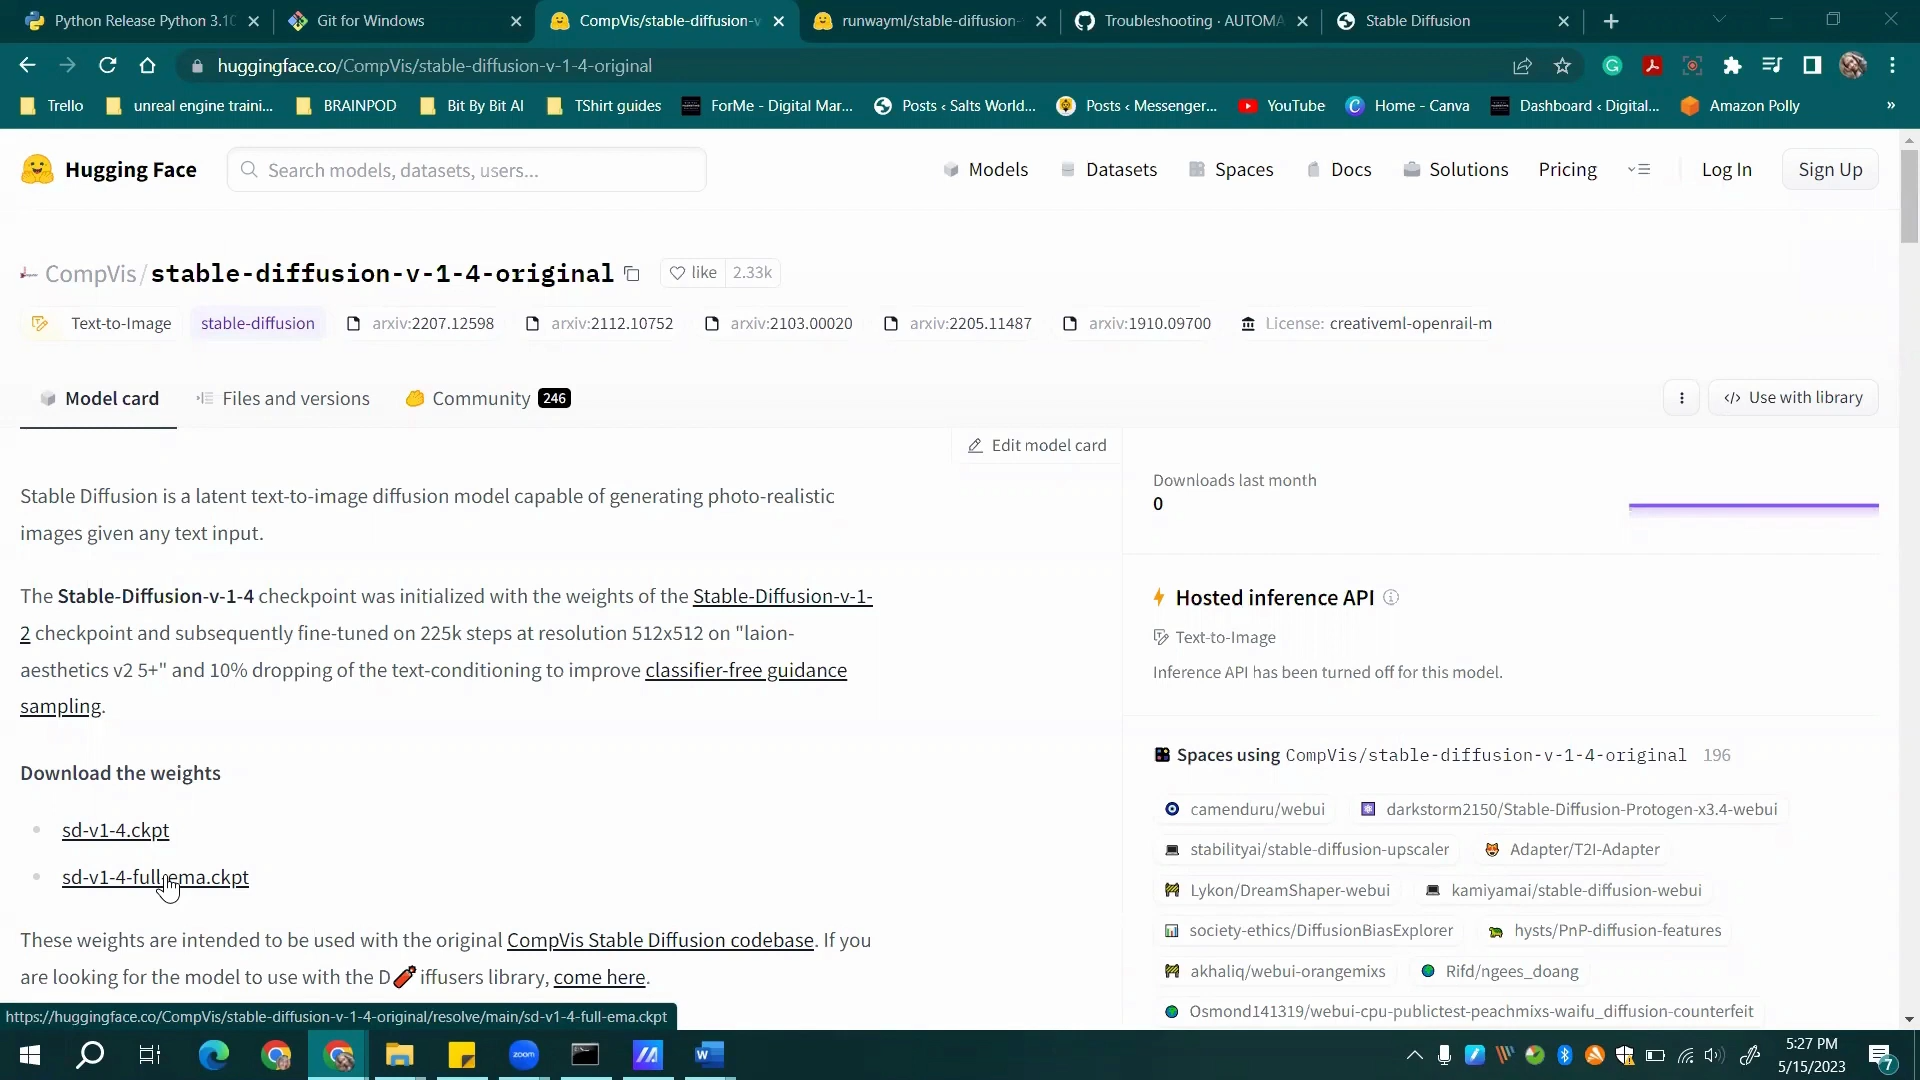 Python Release Python 3.10
Git for Windows
CompVis/stable-diffusion-v
runwayml/stable-diffusion-
Troubleshooting · AUTOMA
Stable Diffusion
huggingface.co/CompVis/stable-diffusion-v-1-4-original
Trello
unreal engine traini...
BRAINPOD
Bit By Bit AI
TShirt guides
ForMe - Digital Mar...
Posts ‹ Salts World...
Posts ‹ Messenger...
YouTube
Home - Canva
Dashboard ‹ Digital...
Amazon Polly
»
Hugging Face
Search models, datasets, users...
Models
Datasets
Spaces
Docs
Solutions
Pricing
Log In
Sign Up
CompVis/stable-diffusion-v-1-4-original
like 2.33k
Text-to-Image
stable-diffusion
arxiv:2207.12598
arxiv:2112.10752
arxiv:2103.00020
arxiv:2205.11487
arxiv:1910.09700
License: creativeml-openrail-m
Model card
Files and versions
Community 246
</> Use with library
Edit model card
Stable Diffusion is a latent text-to-image diffusion model capable of generating photo-realistic
images given any text input.
The Stable-Diffusion-v-1-4 checkpoint was initialized with the weights of the Stable-Diffusion-v-1-
2 checkpoint and subsequently fine-tuned on 225k steps at resolution 512x512 on "laion-
aesthetics v2 5+" and 10% dropping of the text-conditioning to improve classifier-free guidance
sampling.
Download the weights
sd-v1-4.ckpt
sd-v1-4-full-ema.ckpt
These weights are intended to be used with the original CompVis Stable Diffusion codebase. If you
are looking for the model to use with the D🧨iffusers library, come here.
Downloads last month
0
Hosted inference API
Text-to-Image
Inference API has been turned off for this model.
Spaces using CompVis/stable-diffusion-v-1-4-original 196
camenduru/webui
darkstorm2150/Stable-Diffusion-Protogen-x3.4-webui
stabilityai/stable-diffusion-upscaler
Adapter/T2I-Adapter
Lykon/DreamShaper-webui
kamiyamai/stable-diffusion-webui
society-ethics/DiffusionBiasExplorer
hysts/PnP-diffusion-features
akhaliq/webui-orangemixs
Rifd/ngees_doang
Osmond141319/webui-cpu-publictest-peachmixs-waifu_diffusion-counterfeit
https://huggingface.co/CompVis/stable-diffusion-v-1-4-original/resolve/main/sd-v1-4-full-ema.ckpt
zoom
W
5:27 PM
5/15/2023
7